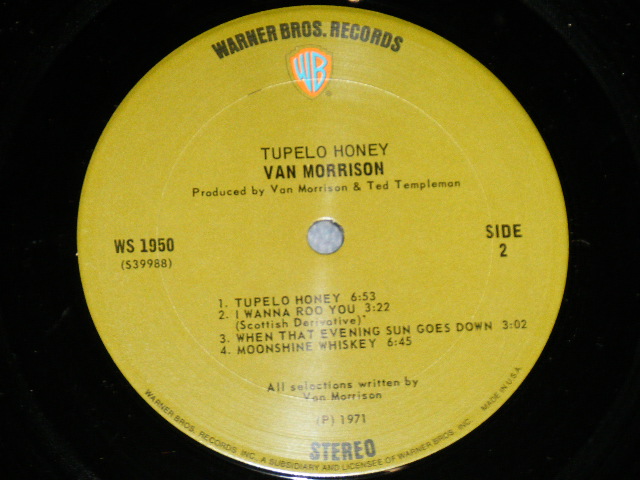 WARNER BROS. RECORDS
WB
®
TUPELO HONEY
VAN MORRISON
Produced by Van Morrison & Ted Templeman
WS 1950
(S39988)
SIDE
2
1. TUPELO HONEY 6:53
2. I WANNA ROO YOU 3:22
(Scottish Derivative)
3. WHEN THAT EVENING SUN GOES DOWN 3:02
4. MOONSHINE WHISKEY 6:45
All selections written by
Van Morrison
(P) 1971
STEREO
WARNER BROS. RECORDS INC., A SUBSIDIARY AND LICENSEE OF WARNER BROS. INC. MADE IN U.S.A.